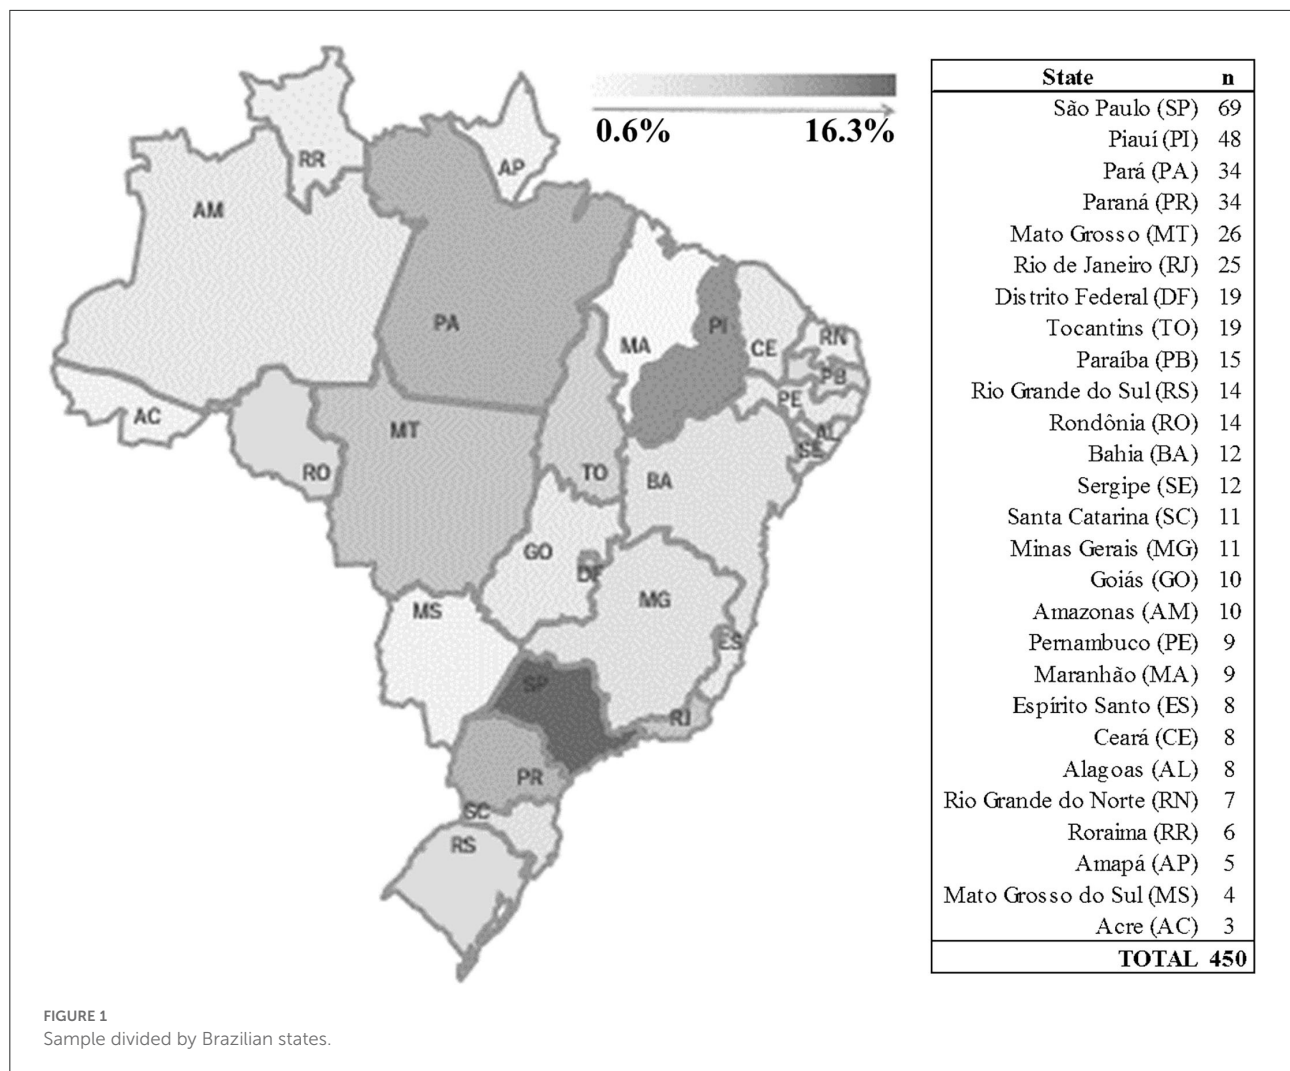 RR
AP
AM
PA
PI
MA
CE
RN
PB
PE
AL
SE
AC
RO
MT
TO
BA
GO
DF
MG
MS
ES
SP
RJ
PR
SC
RS
0.6% 16.3%
State n
São Paulo (SP) 69
Piauí (PI) 48
Pará (PA) 34
Paraná (PR) 34
Mato Grosso (MT) 26
Rio de Janeiro (RJ) 25
Distrito Federal (DF) 19
Tocantins (TO) 19
Paraíba (PB) 15
Rio Grande do Sul (RS) 14
Rondônia (RO) 14
Bahia (BA) 12
Sergipe (SE) 12
Santa Catarina (SC) 11
Minas Gerais (MG) 11
Goiás (GO) 10
Amazonas (AM) 10
Pernambuco (PE) 9
Maranhão (MA) 9
Espírito Santo (ES) 8
Ceará (CE) 8
Alagoas (AL) 8
Rio Grande do Norte (RN) 7
Roraima (RR) 6
Amapá (AP) 5
Mato Grosso do Sul (MS) 4
Acre (AC) 3
TOTAL 450
FIGURE 1
Sample divided by Brazilian states.